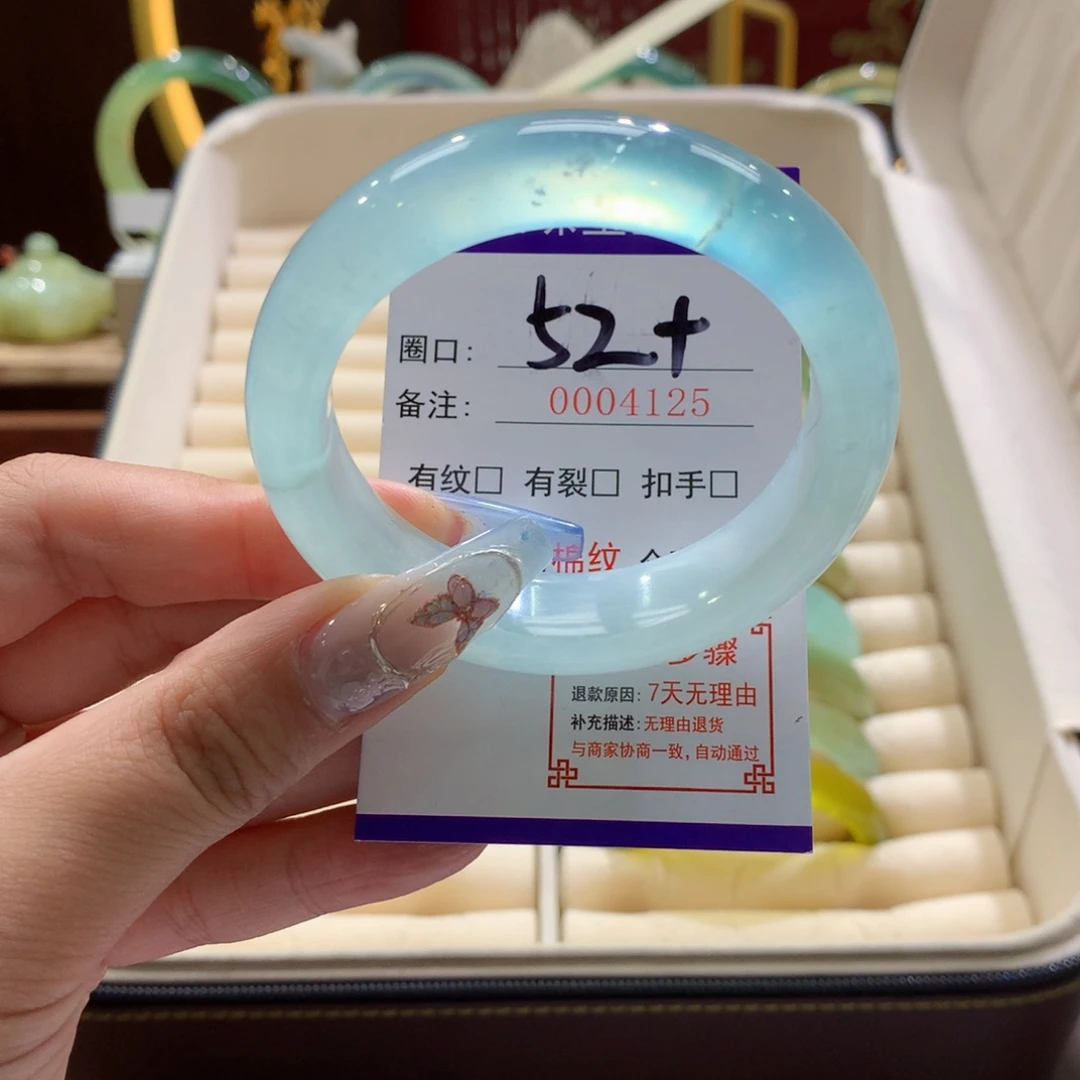 圈口: 52+
备注: 0004125
有纹□ 有裂□ 扣手□
棉纹
步骤
退款原因: 7天无理由
补充描述: 无理由退货
与商家协商一致, 自动通过